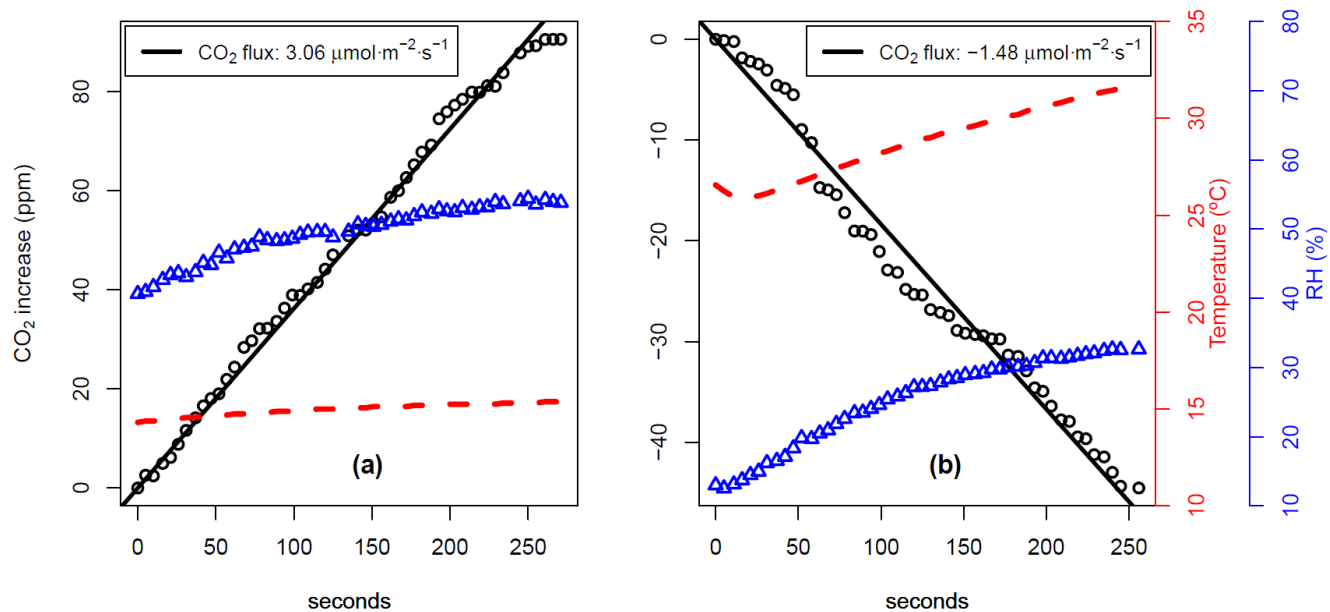 CO₂ flux: 3.06 μmol·m⁻²·s⁻¹
CO₂ increase (ppm)
80
60
40
20
0
(a)
0 50 100 150 200 250
seconds
CO₂ flux: −1.48 μmol·m⁻²·s⁻¹
0
−10
−20
−30
−40
(b)
0 50 100 150 200 250
seconds
35
30
25
20
15
10
Temperature (°C)
80
70
60
50
40
30
20
10
RH (%)